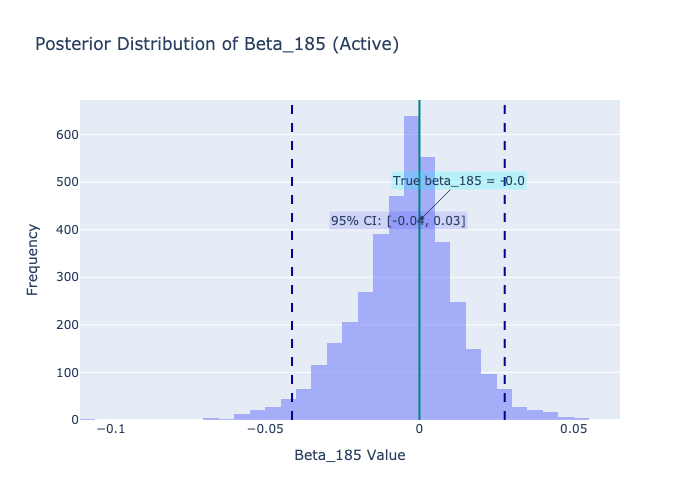 Posterior Distribution of Beta_185 (Active)
600
500
400
300
200
100
0
Frequency
True beta_185 = -0.0
95% CI: [-0.04, 0.03]
−0.1
−0.05
0
0.05
Beta_185 Value